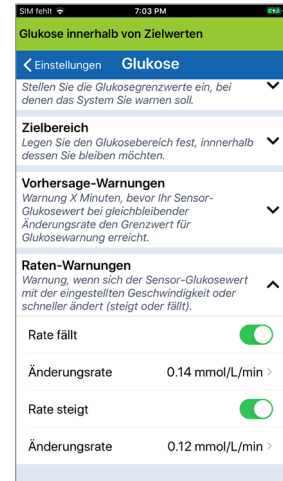 SIM fehlt 7:03 PM
Glukose innerhalb von Zielwerten
Einstellungen Glukose
Stellen Sie die Glukosegrenzwerte ein, bei
denen das System Sie warnen soll.
Zielbereich
Legen Sie den Glukosebereich fest, innnerhalb
dessen Sie bleiben möchten.
Vorhersage-Warnungen
Warnung X Minuten, bevor Ihr Sensor-
Glukosewert bei gleichbleibender
Änderungsrate den Grenzwert für
Glukosewarnung erreicht.
Raten-Warnungen
Warnung, wenn sich der Sensor-Glukosewert
mit der eingestellten Geschwindigkeit oder
schneller ändert (steigt oder fällt).
Rate fällt
Änderungsrate 0.14 mmol/L/min
Rate steigt
Änderungsrate 0.12 mmol/L/min